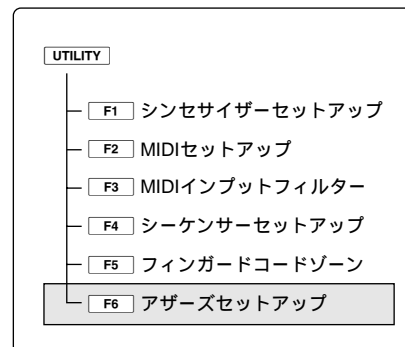 UTILITY
F1 シンセサイザーセットアップ
F2 MIDIセットアップ
F3 MIDIインプットフィルター
F4 シーケンサーセットアップ
F5 フィンガードコードゾーン
F6 アザーズセットアップ